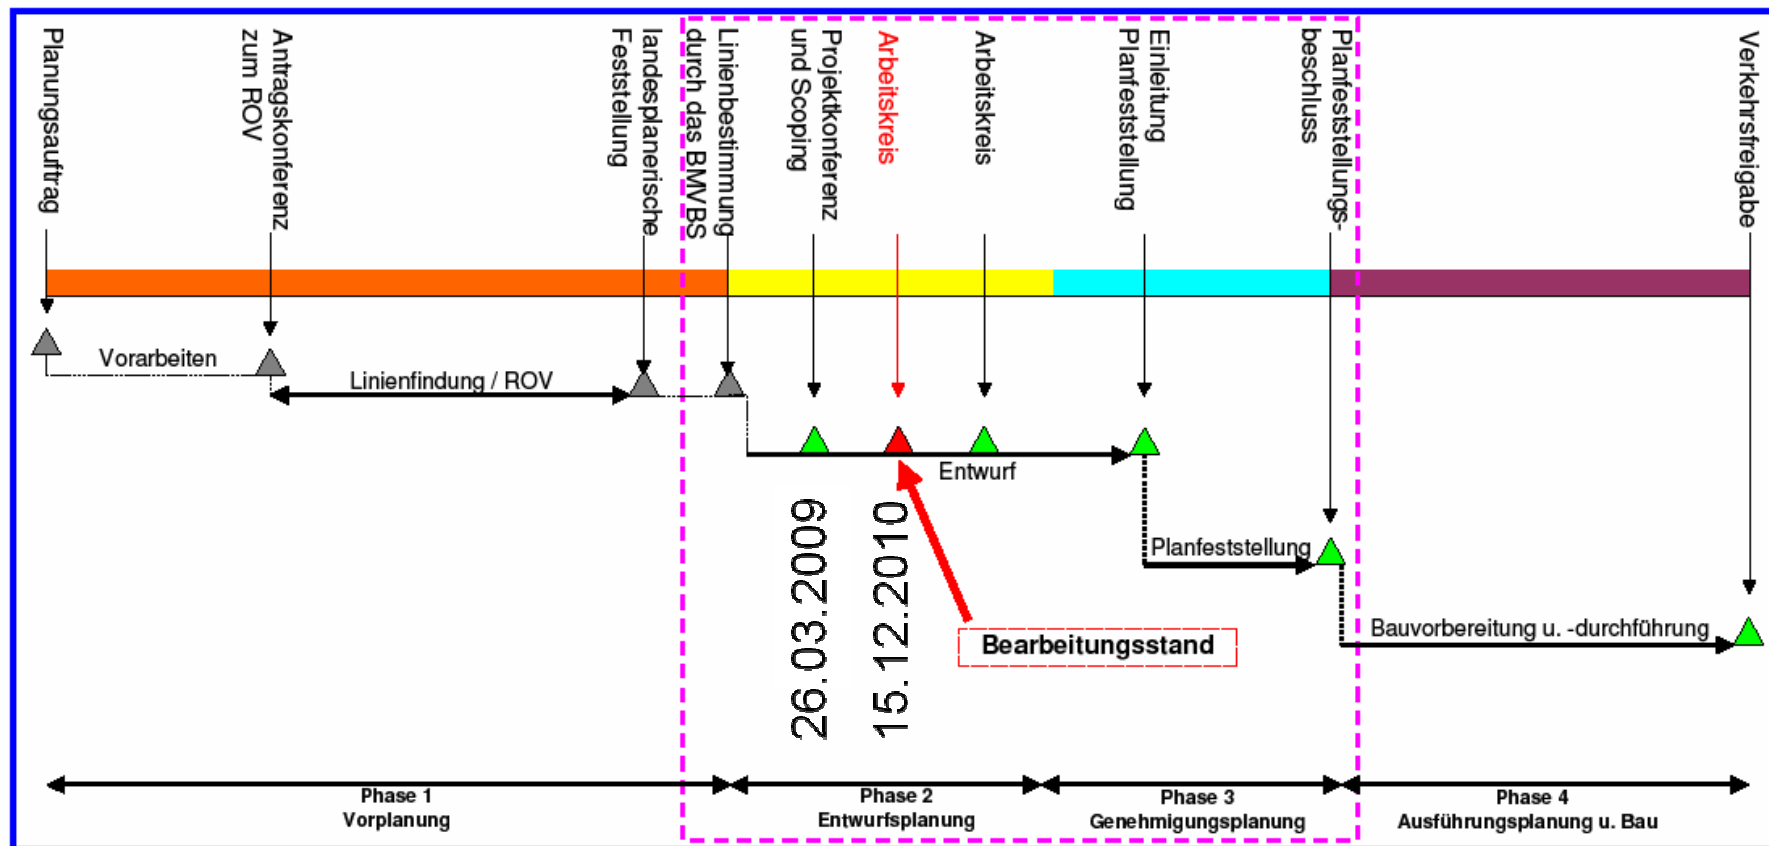 Planungsauftrag
Antragskonferenz
zum ROV
landesplanerische
Feststellung
Linienbestimmung
durch das BMVBS
Projektkonferenz
und Scoping
Arbeitskreis
Arbeitskreis
Einleitung
Planfeststellung
Planfeststellungs-
beschluss
Verkehrsfreigabe
Vorarbeiten
Linienfindung / ROV
Entwurf
Planfeststellung
Bauvorbereitung u. -durchführung
26.03.2009
15.12.2010
Bearbeitungsstand
Phase 1
Vorplanung
Phase 2
Entwurfsplanung
Phase 3
Genehmigungsplanung
Phase 4
Ausführungsplanung u. Bau